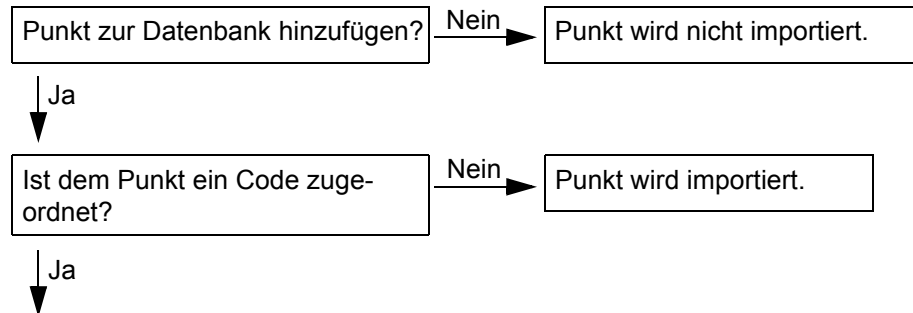 Punkt zur Datenbank hinzufügen?
Nein
Punkt wird nicht importiert.
Ja
Ist dem Punkt ein Code zuge-
ordnet?
Nein
Punkt wird importiert.
Ja